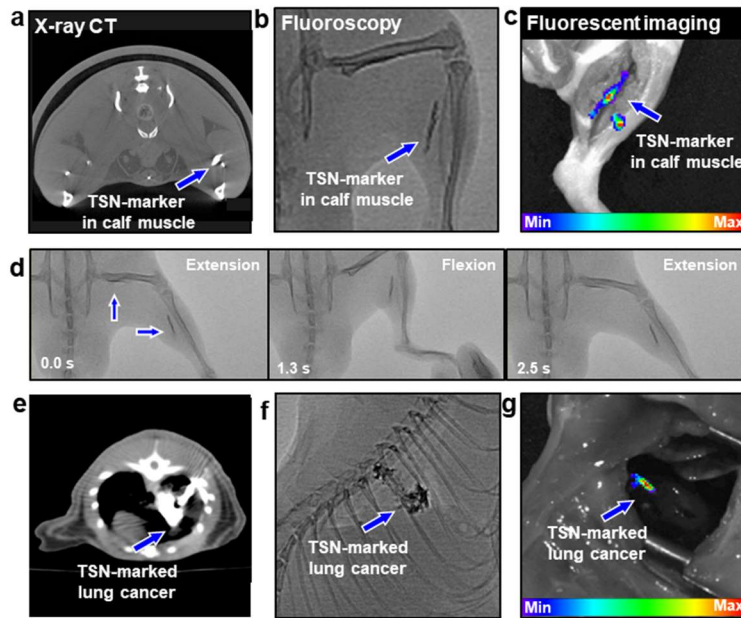 a
X-ray CT
TSN-marker
in calf muscle
b
Fluoroscopy
TSN-marker
in calf muscle
c
Fluorescent imaging
TSN-marker
in calf muscle
Min
Max
d
Extension
0.0 s
Flexion
1.3 s
Extension
2.5 s
e
TSN-marked
lung cancer
f
TSN-marked
lung cancer
g
TSN-marked
lung cancer
Min
Max